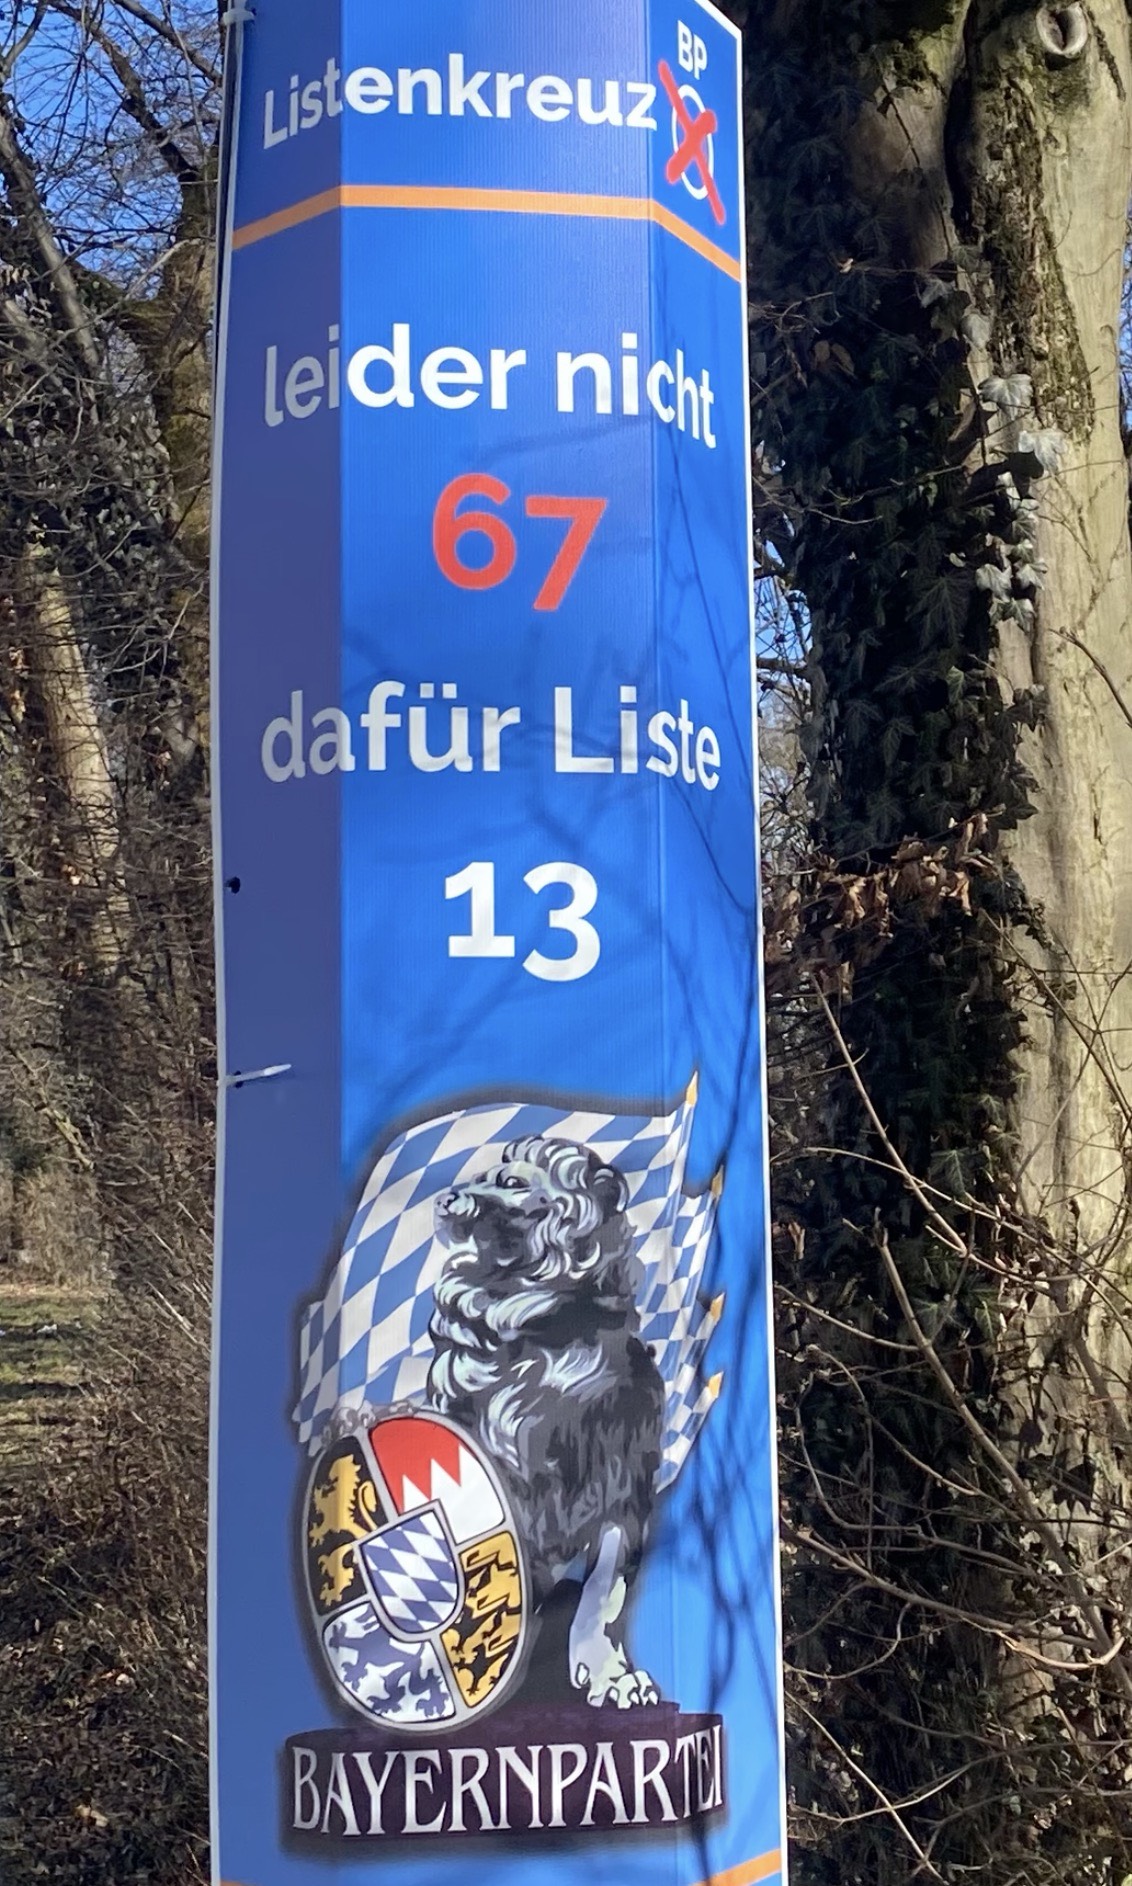 BP
Listenkreuz
leider nicht
67
dafür Liste
13
BAYERNPARTEI